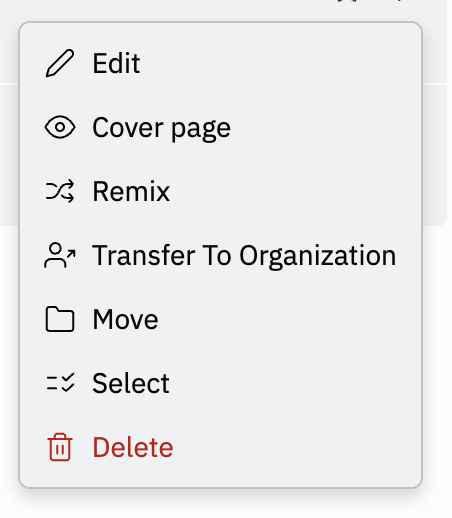 Edit
Cover page
Remix
Transfer To Organization
Move
Select
Delete